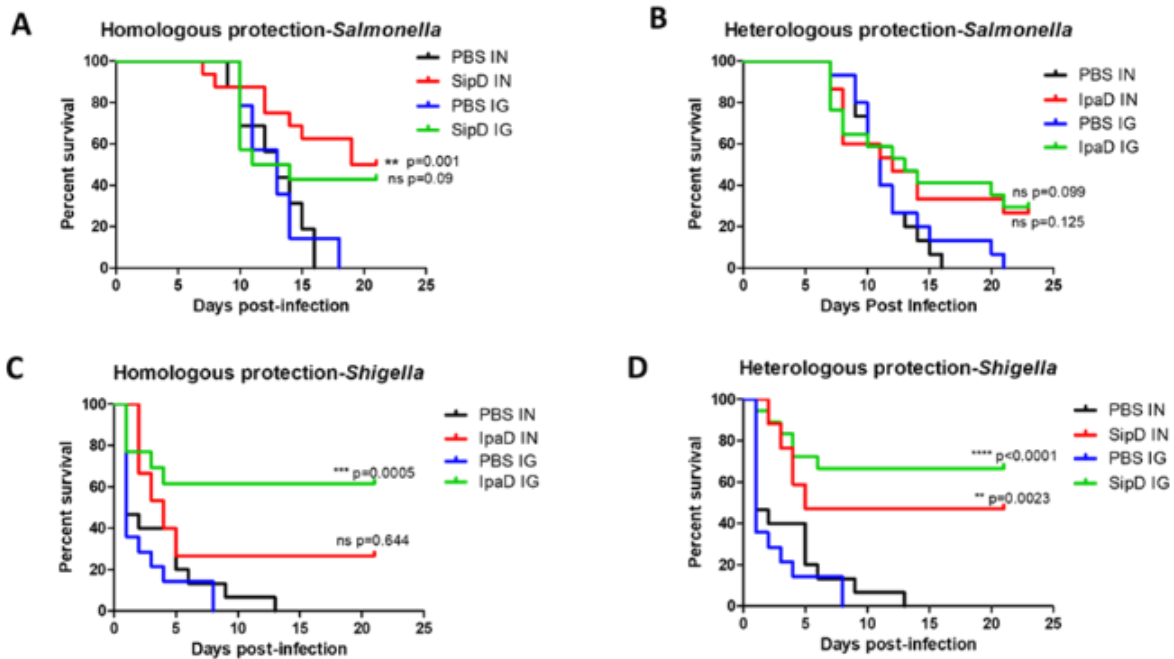 A
Homologous protection-Salmonella
PBS IN
SipD IN
PBS IG
SipD IG
Percent survival
100
80
60
40
20
0
** p=0.001
ns p=0.09
0 5 10 15 20 25
Days post-infection
B
Heterologous protection-Salmonella
PBS IN
IpaD IN
PBS IG
IpaD IG
Percent survival
100
80
60
40
20
0
ns p=0.099
ns p=0.125
0 5 10 15 20 25
Days Post Infection
C
Homologous protection-Shigella
PBS IN
IpaD IN
PBS IG
IpaD IG
Percent survival
100
80
60
40
20
0
*** p=0.0005
ns p=0.644
0 5 10 15 20 25
Days post-infection
D
Heterologous protection-Shigella
PBS IN
SipD IN
PBS IG
SipD IG
Percent survival
100
80
60
40
20
0
**** p<0.0001
** p=0.0023
0 5 10 15 20 25
Days post-infection